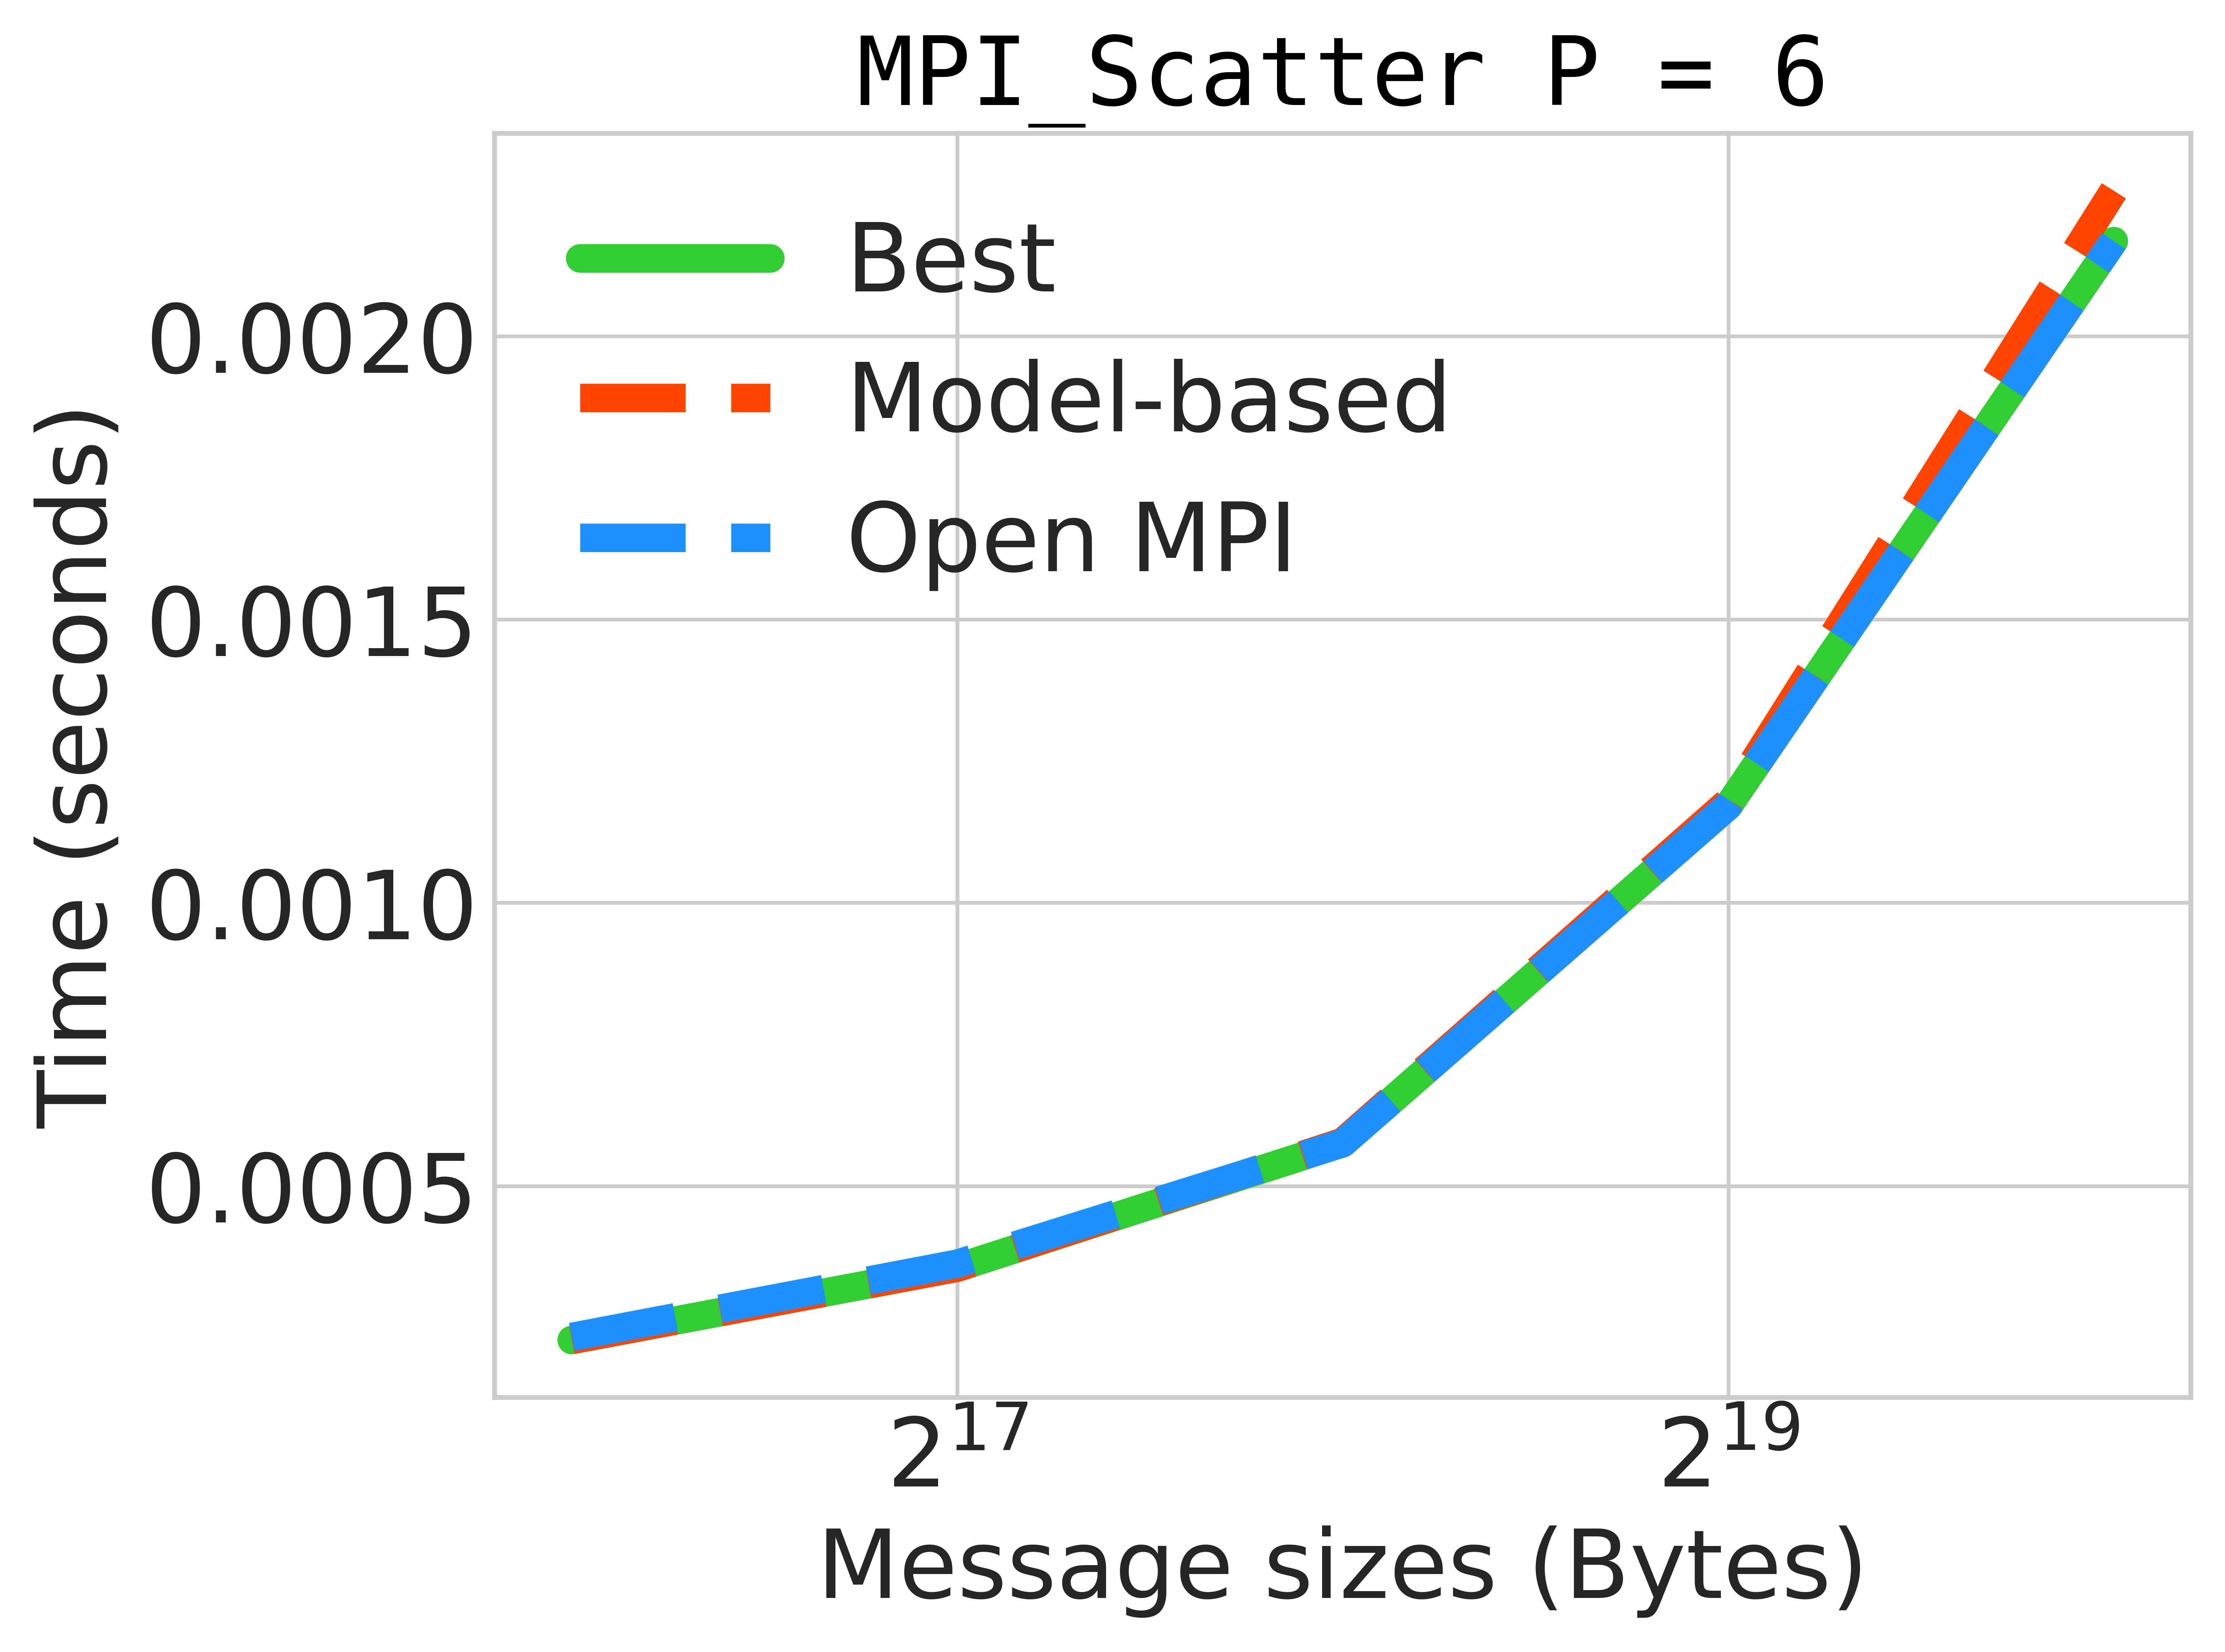 MPI_Scatter P = 6
Best
Model-based
Open MPI
0.0020
0.0015
0.0010
0.0005
Time (seconds)
2^17
2^19
Message sizes (Bytes)